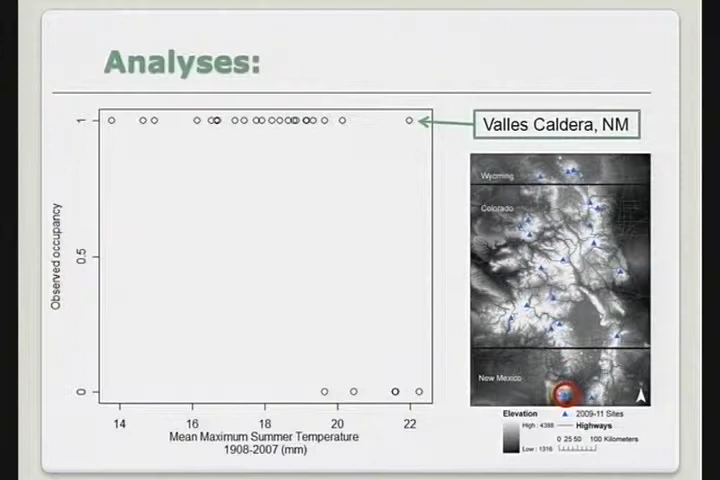 Analyses:
Valles Caldera, NM
1
0.5
0
Observed occupancy
14 16 18 20 22
Mean Maximum Summer Temperature
1908-2007 (mm)
Wyoming
Colorado
New Mexico
Elevation
High : 4388
Low : 1316
2009-11 Sites
Highways
0 25 50 100 Kilometers